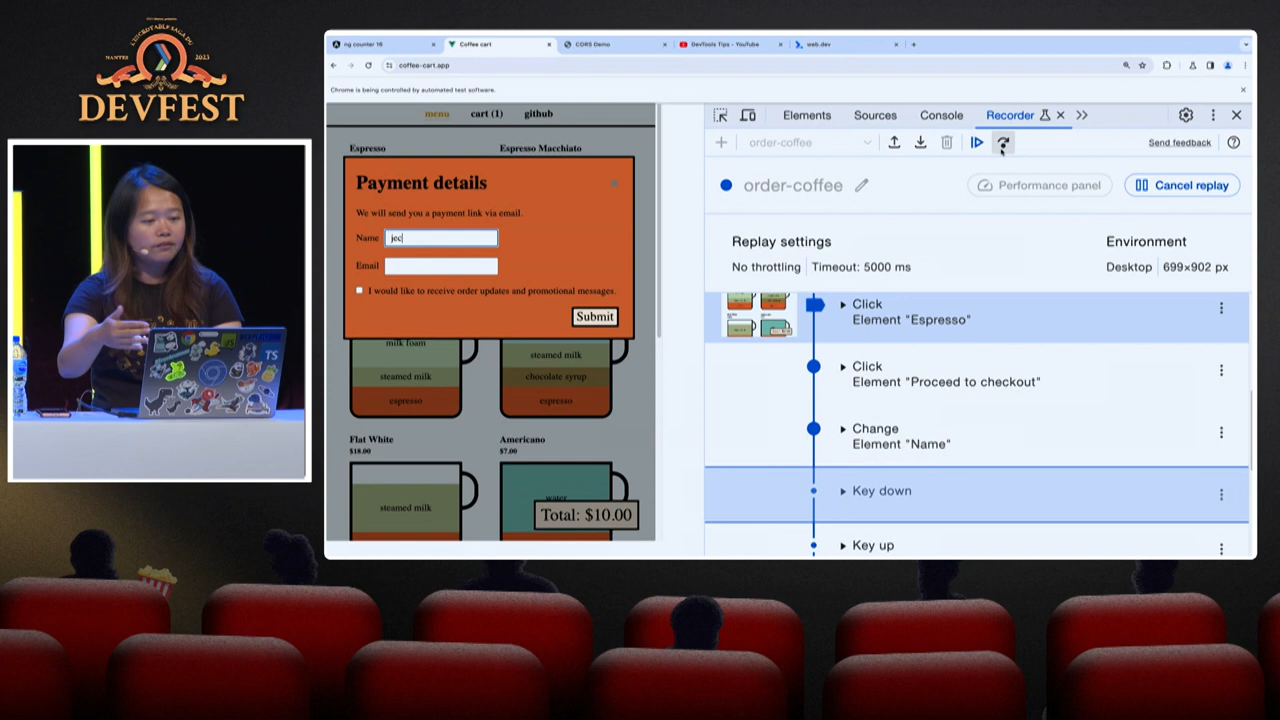 L'INCROYABLE SAGA DU
NANTES 2023
DEVFEST
ng counter 16
Coffee cart
CORS Demo
DevTools Tips - YouTube
web.dev
coffee-cart.app
Chrome is being controlled by automated test software.
menu cart (1) github
Espresso Espresso Macchiato
Payment details
We will send you a payment link via email.
Name jec
Email
I would like to receive order updates and promotional messages.
Submit
milk foam
steamed milk
steamed milk
chocolate syrup
espresso
espresso
Flat White
$18.00
Americano
$7.00
steamed milk
water
Total: $10.00
Elements Sources Console Recorder
order-coffee
Send feedback
order-coffee
Performance panel
Cancel replay
Replay settings
Environment
No throttling Timeout: 5000 ms
Desktop 699×902 px
Click
Element "Espresso"
Click
Element "Proceed to checkout"
Change
Element "Name"
Key down
Key up
TS
JS